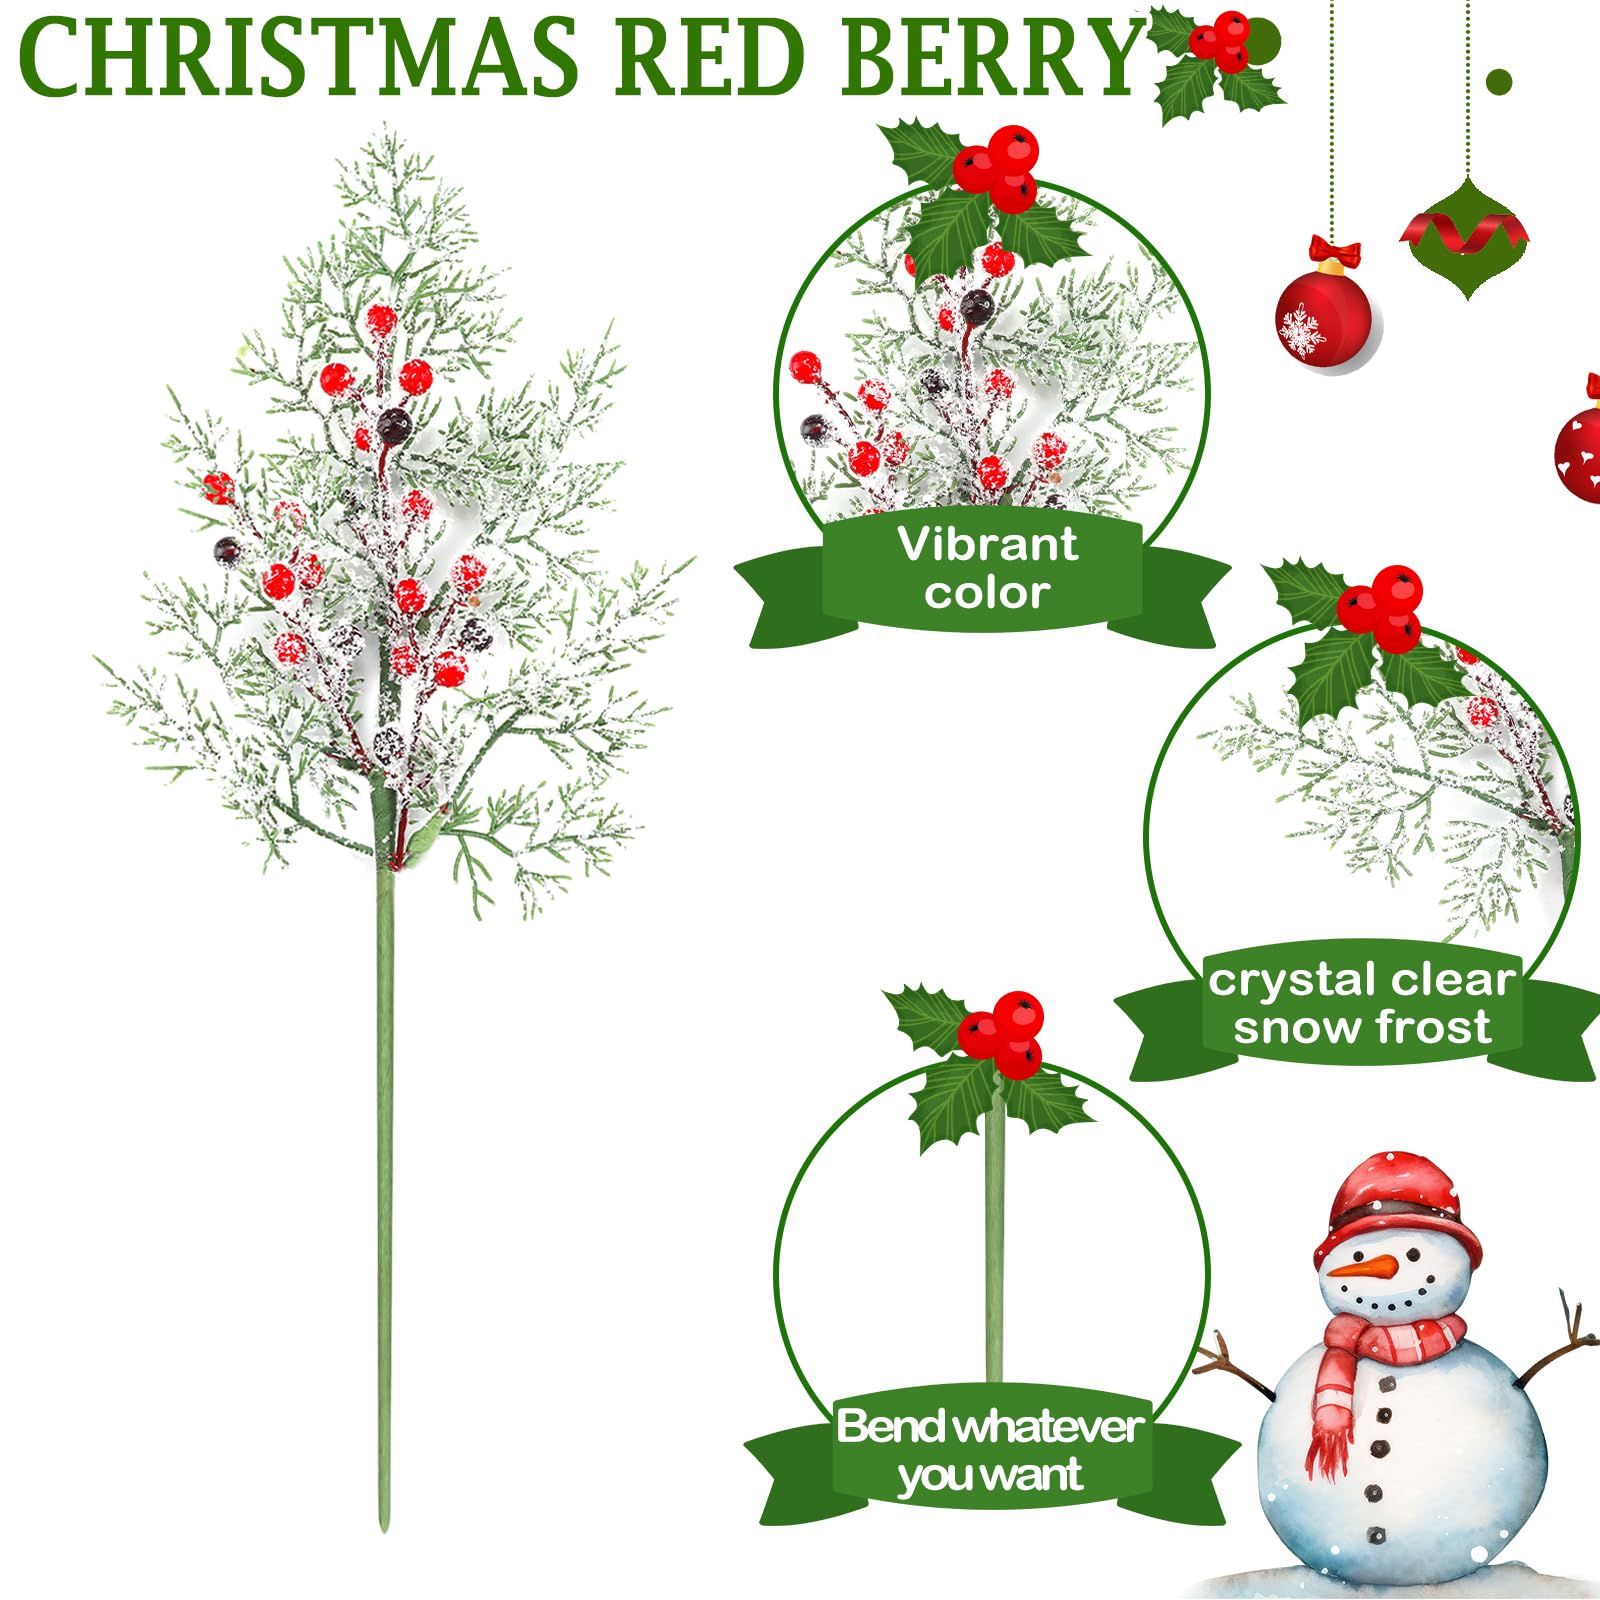 CHRISTMAS RED BERRY
Vibrant
color
crystal clear
snow frost
Bend whatever
you want